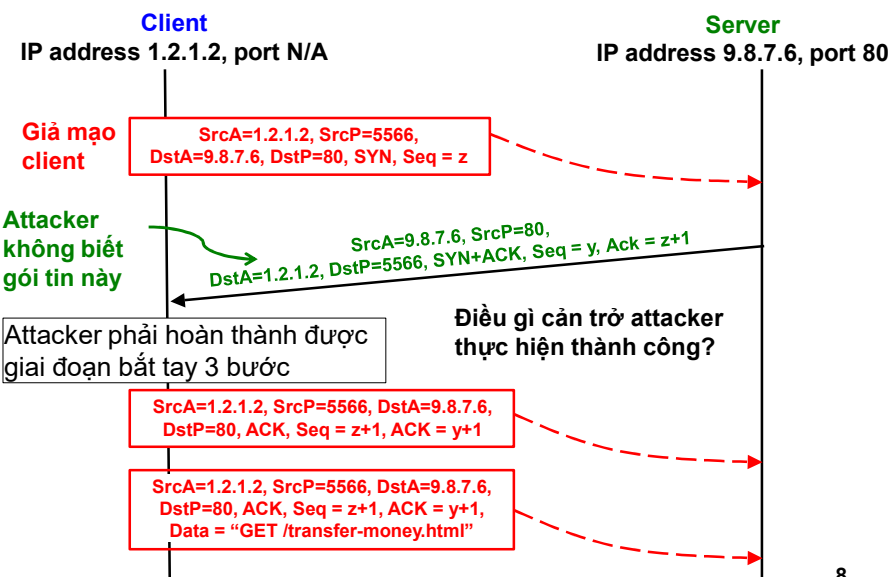 Client
IP address 1.2.1.2, port N/A
Server
IP address 9.8.7.6, port 80
Giả mạo
client
SrcA=1.2.1.2, SrcP=5566,
DstA=9.8.7.6, DstP=80, SYN, Seq = z
Attacker
không biết
gói tin này
SrcA=9.8.7.6, SrcP=80,
DstA=1.2.1.2, DstP=5566, SYN+ACK, Seq = y, Ack = z+1
Attacker phải hoàn thành được
giai đoạn bắt tay 3 bước
Điều gì cản trở attacker
thực hiện thành công?
SrcA=1.2.1.2, SrcP=5566, DstA=9.8.7.6,
DstP=80, ACK, Seq = z+1, ACK = y+1
SrcA=1.2.1.2, SrcP=5566, DstA=9.8.7.6,
DstP=80, ACK, Seq = z+1, ACK = y+1,
Data = “GET /transfer-money.html”
8